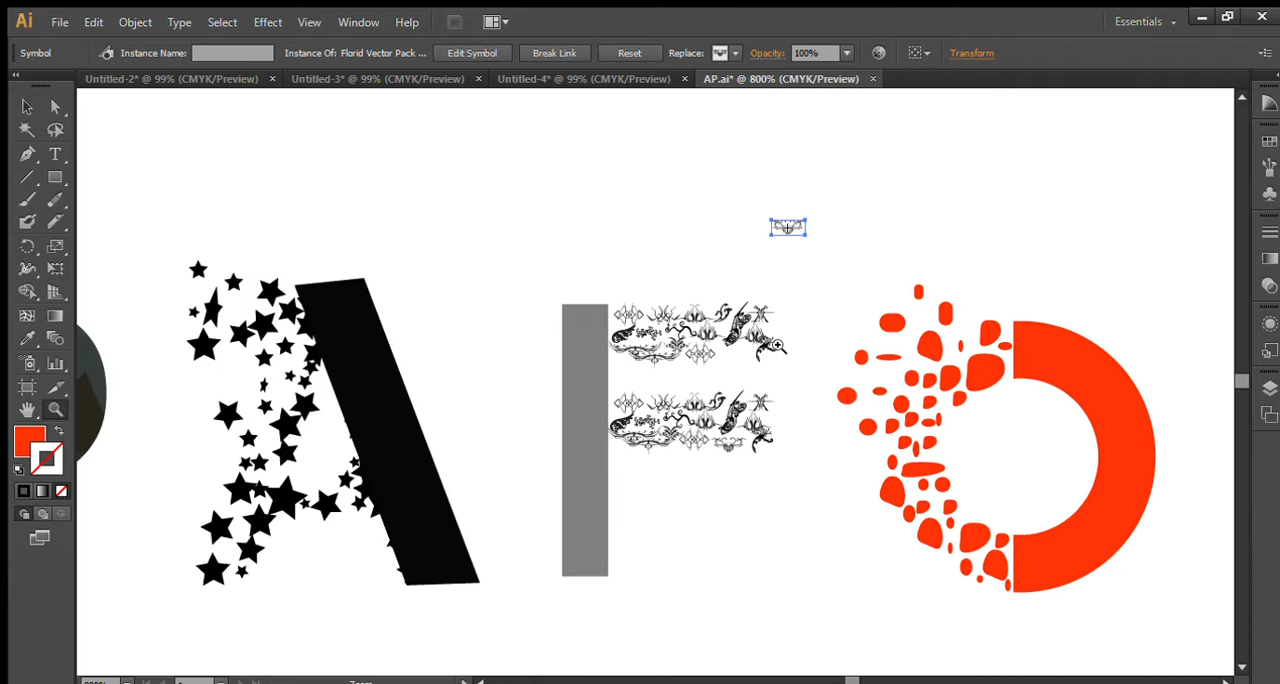 Ai File Edit Object Type Select Effect View Window Help Essentials
Symbol Instance Name: Instance Of: Florid Vector Pack ... Edit Symbol Break Link Reset Replace: Opacity: 100% Transform
Untitled-2* @ 99% (CMYK/Preview) × Untitled-3* @ 99% (CMYK/Preview) × Untitled-4* @ 99% (CMYK/Preview) × AP.ai* @ 800% (CMYK/Preview) ×
A F O
Zoom